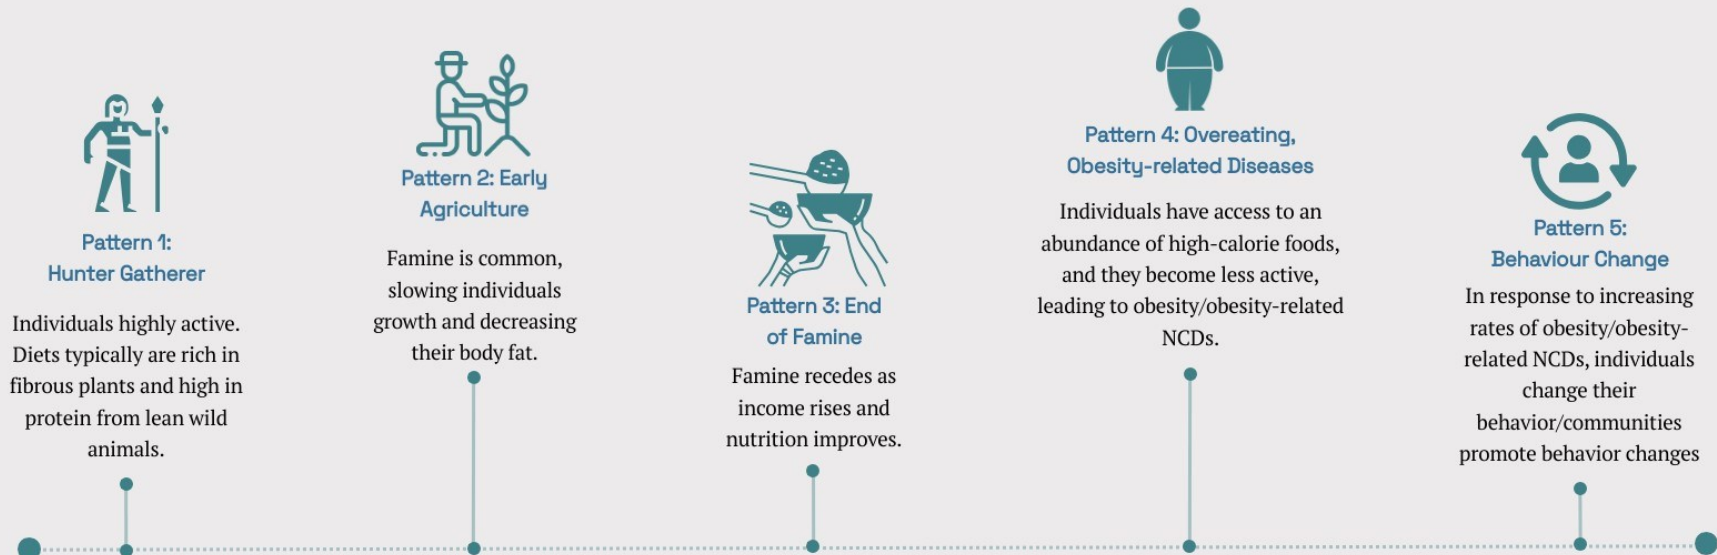 Pattern 1:
Hunter Gatherer
Individuals highly active.
Diets typically are rich in
fibrous plants and high in
protein from lean wild
animals.
Pattern 2: Early
Agriculture
Famine is common,
slowing individuals
growth and decreasing
their body fat.
Pattern 3: End
of Famine
Famine recedes as
income rises and
nutrition improves.
Pattern 4: Overeating,
Obesity-related Diseases
Individuals have access to an
abundance of high-calorie foods,
and they become less active,
leading to obesity/obesity-related
NCDs.
Pattern 5:
Behaviour Change
In response to increasing
rates of obesity/obesity-
related NCDs, individuals
change their
behavior/communities
promote behavior changes